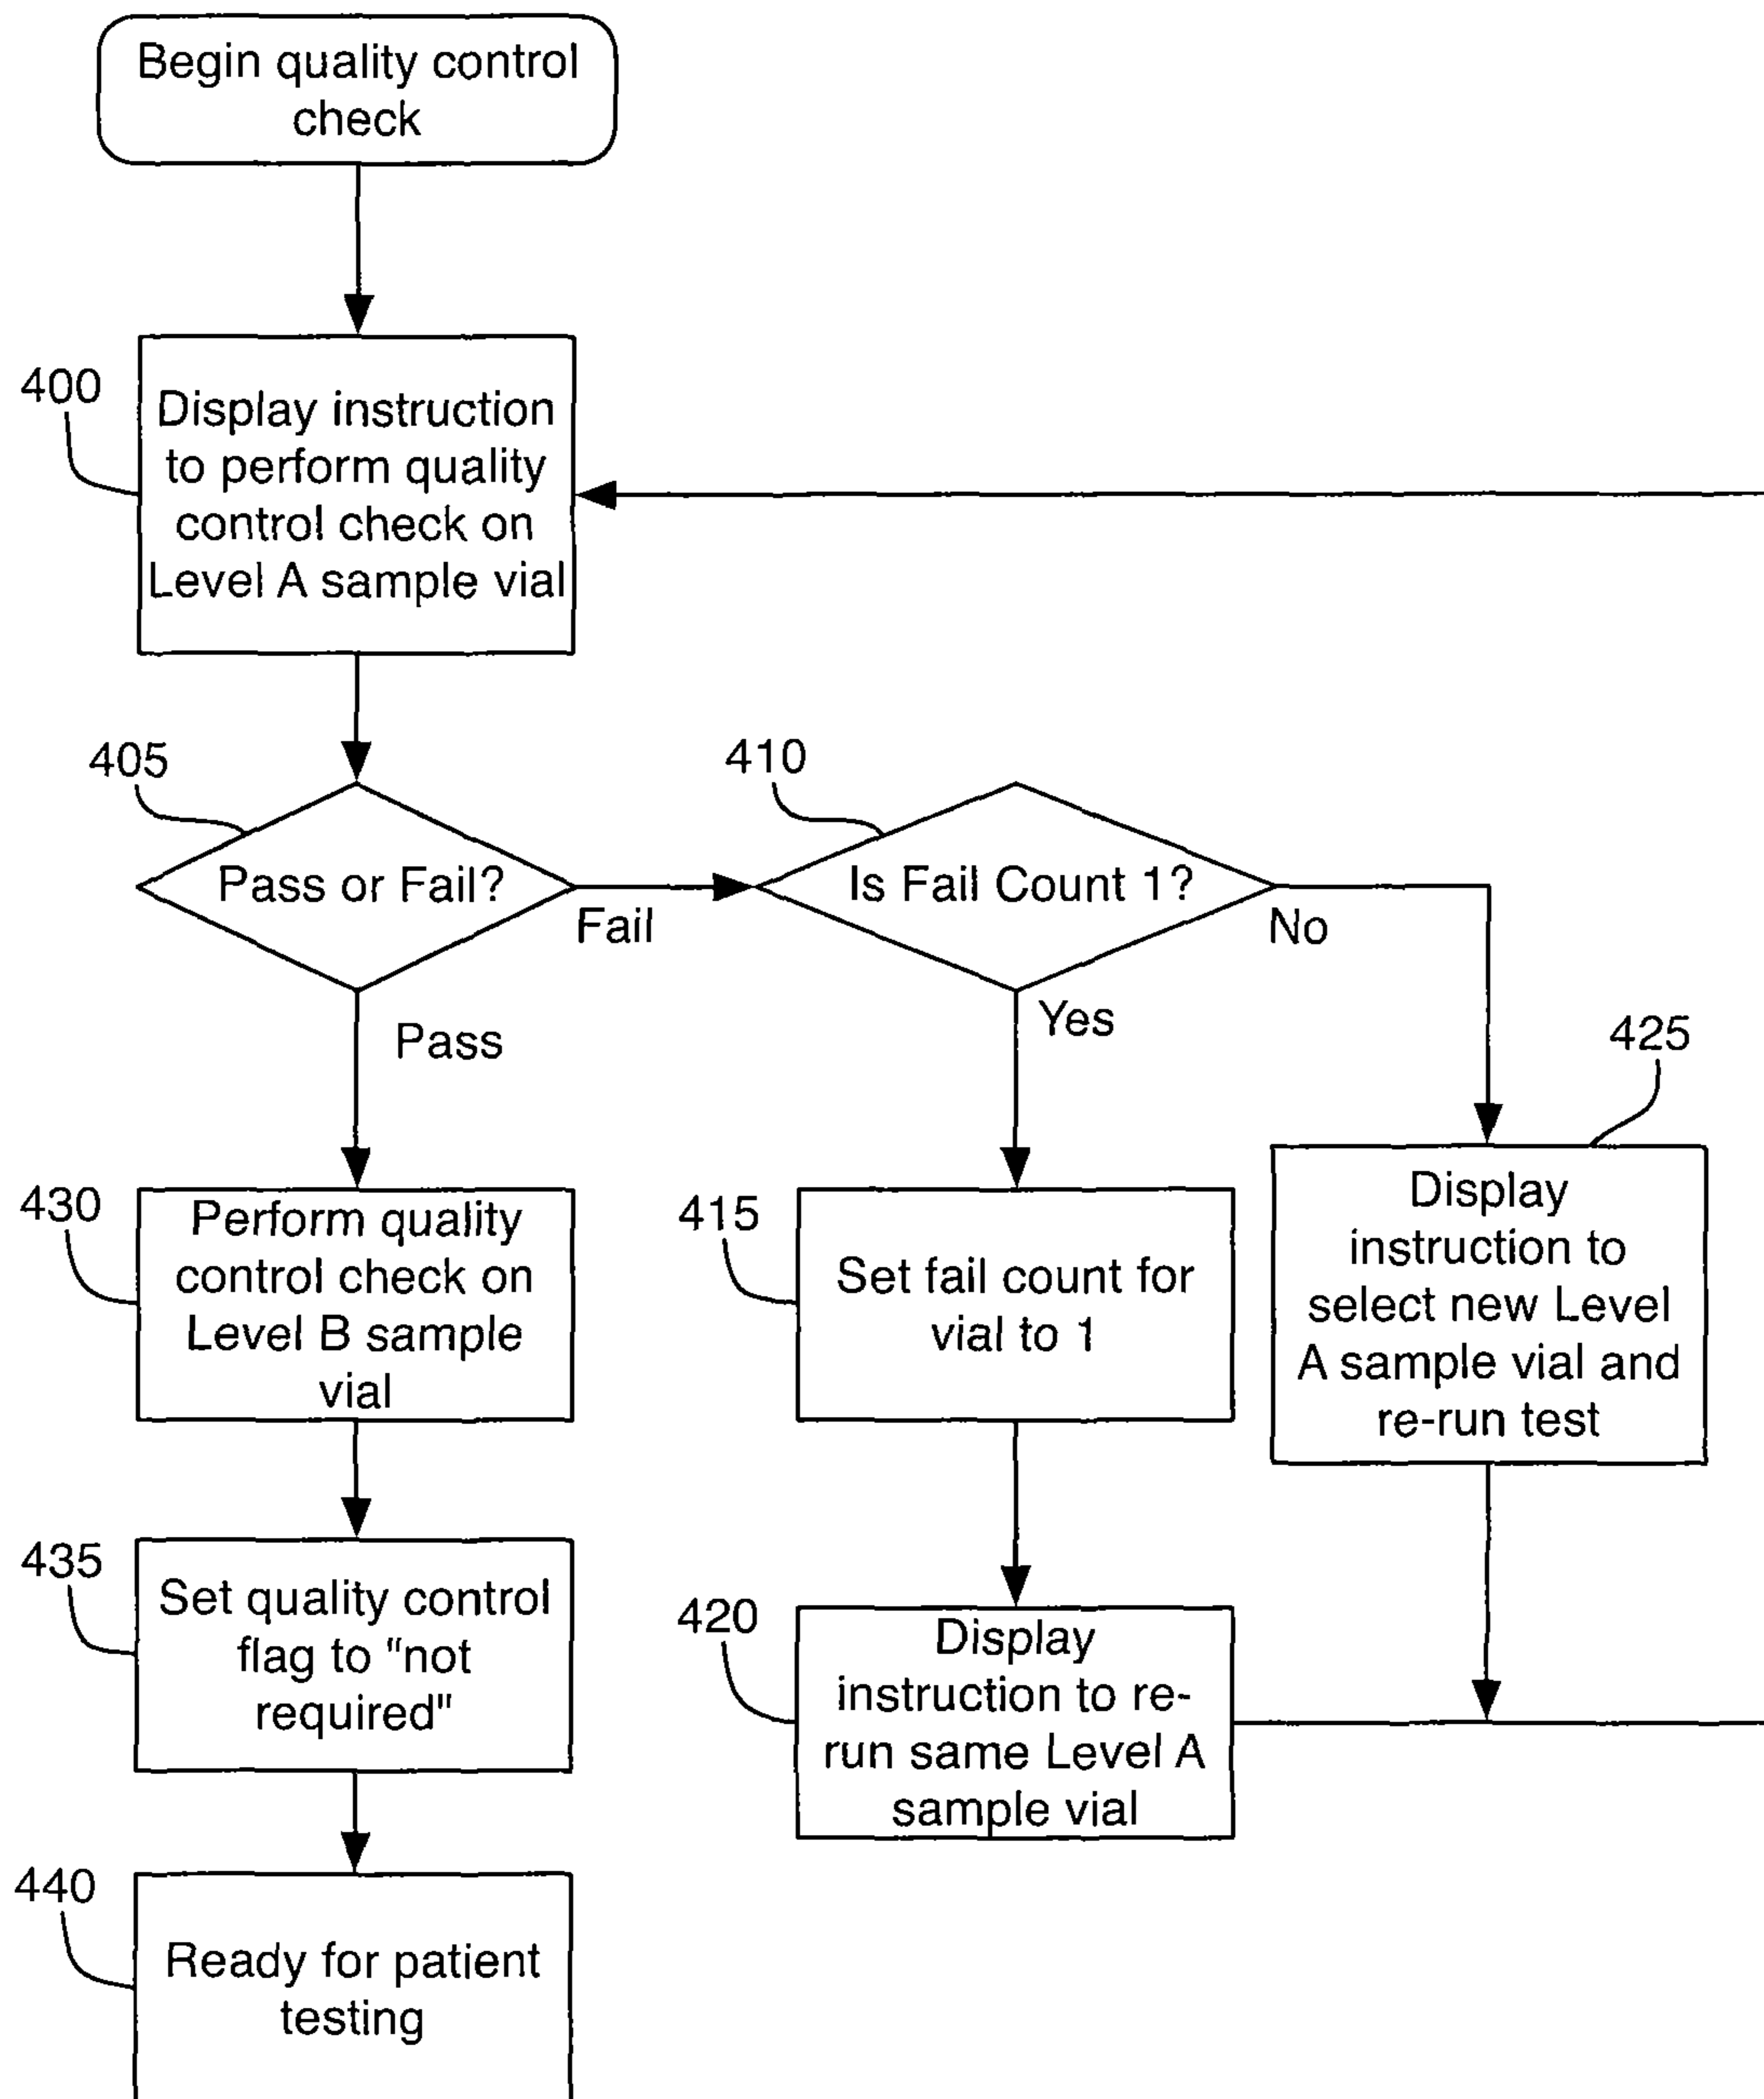 Begin quality control
check
400
Display instruction
to perform quality
control check on
Level A sample vial
405
Pass or Fail?
Fail
Pass
410
Is Fail Count 1?
No
Yes
425
Display
instruction to
select new Level
A sample vial and
re-run test
430
Perform quality
control check on
Level B sample
vial
415
Set fail count for
vial to 1
435
Set quality control
flag to "not
required"
420
Display
instruction to re-
run same Level A
sample vial
440
Ready for patient
testing